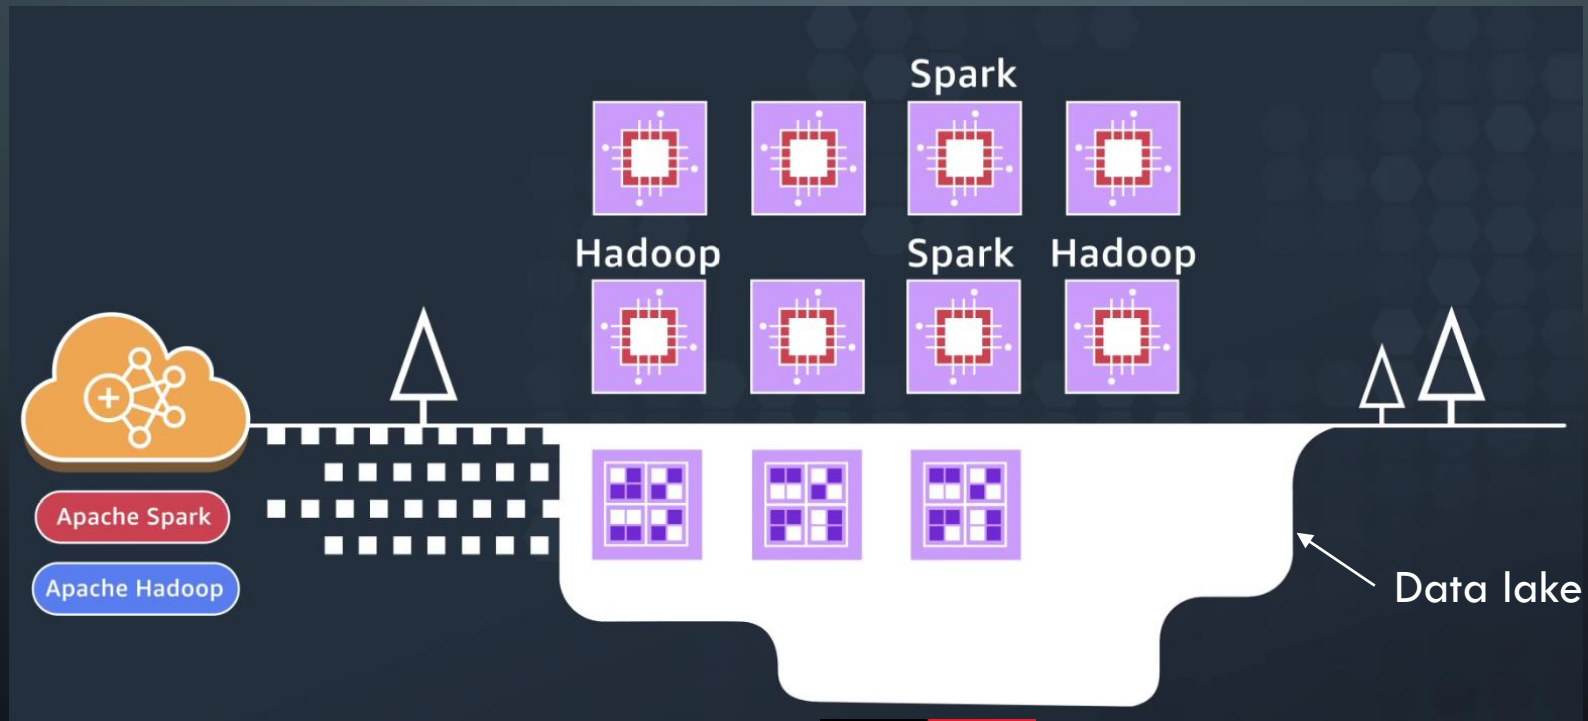 Spark
Hadoop
Spark
Hadoop
Apache Spark
Apache Hadoop
Data lake